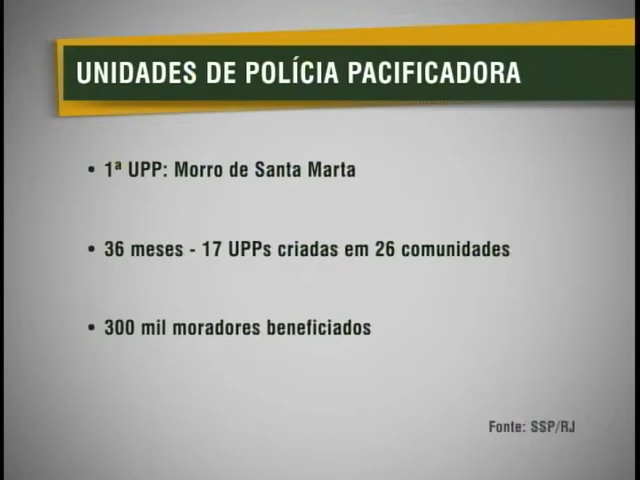 UNIDADES DE POLÍCIA PACIFICADORA
• 1ª UPP: Morro de Santa Marta
• 36 meses - 17 UPPs criadas em 26 comunidades
• 300 mil moradores beneficiados
Fonte: SSP/RJ